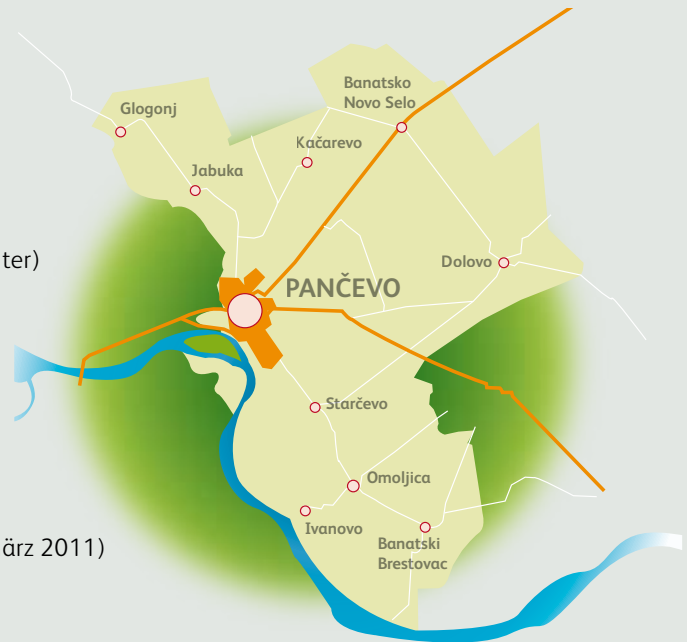 Banatsko
Novo Selo
Glogonj
Kačarevo
Jabuka
ter)
Dolovo
PANČEVO
Starčevo
Omoljica
Ivanovo
Banatski
Brestovac
ärz 2011)